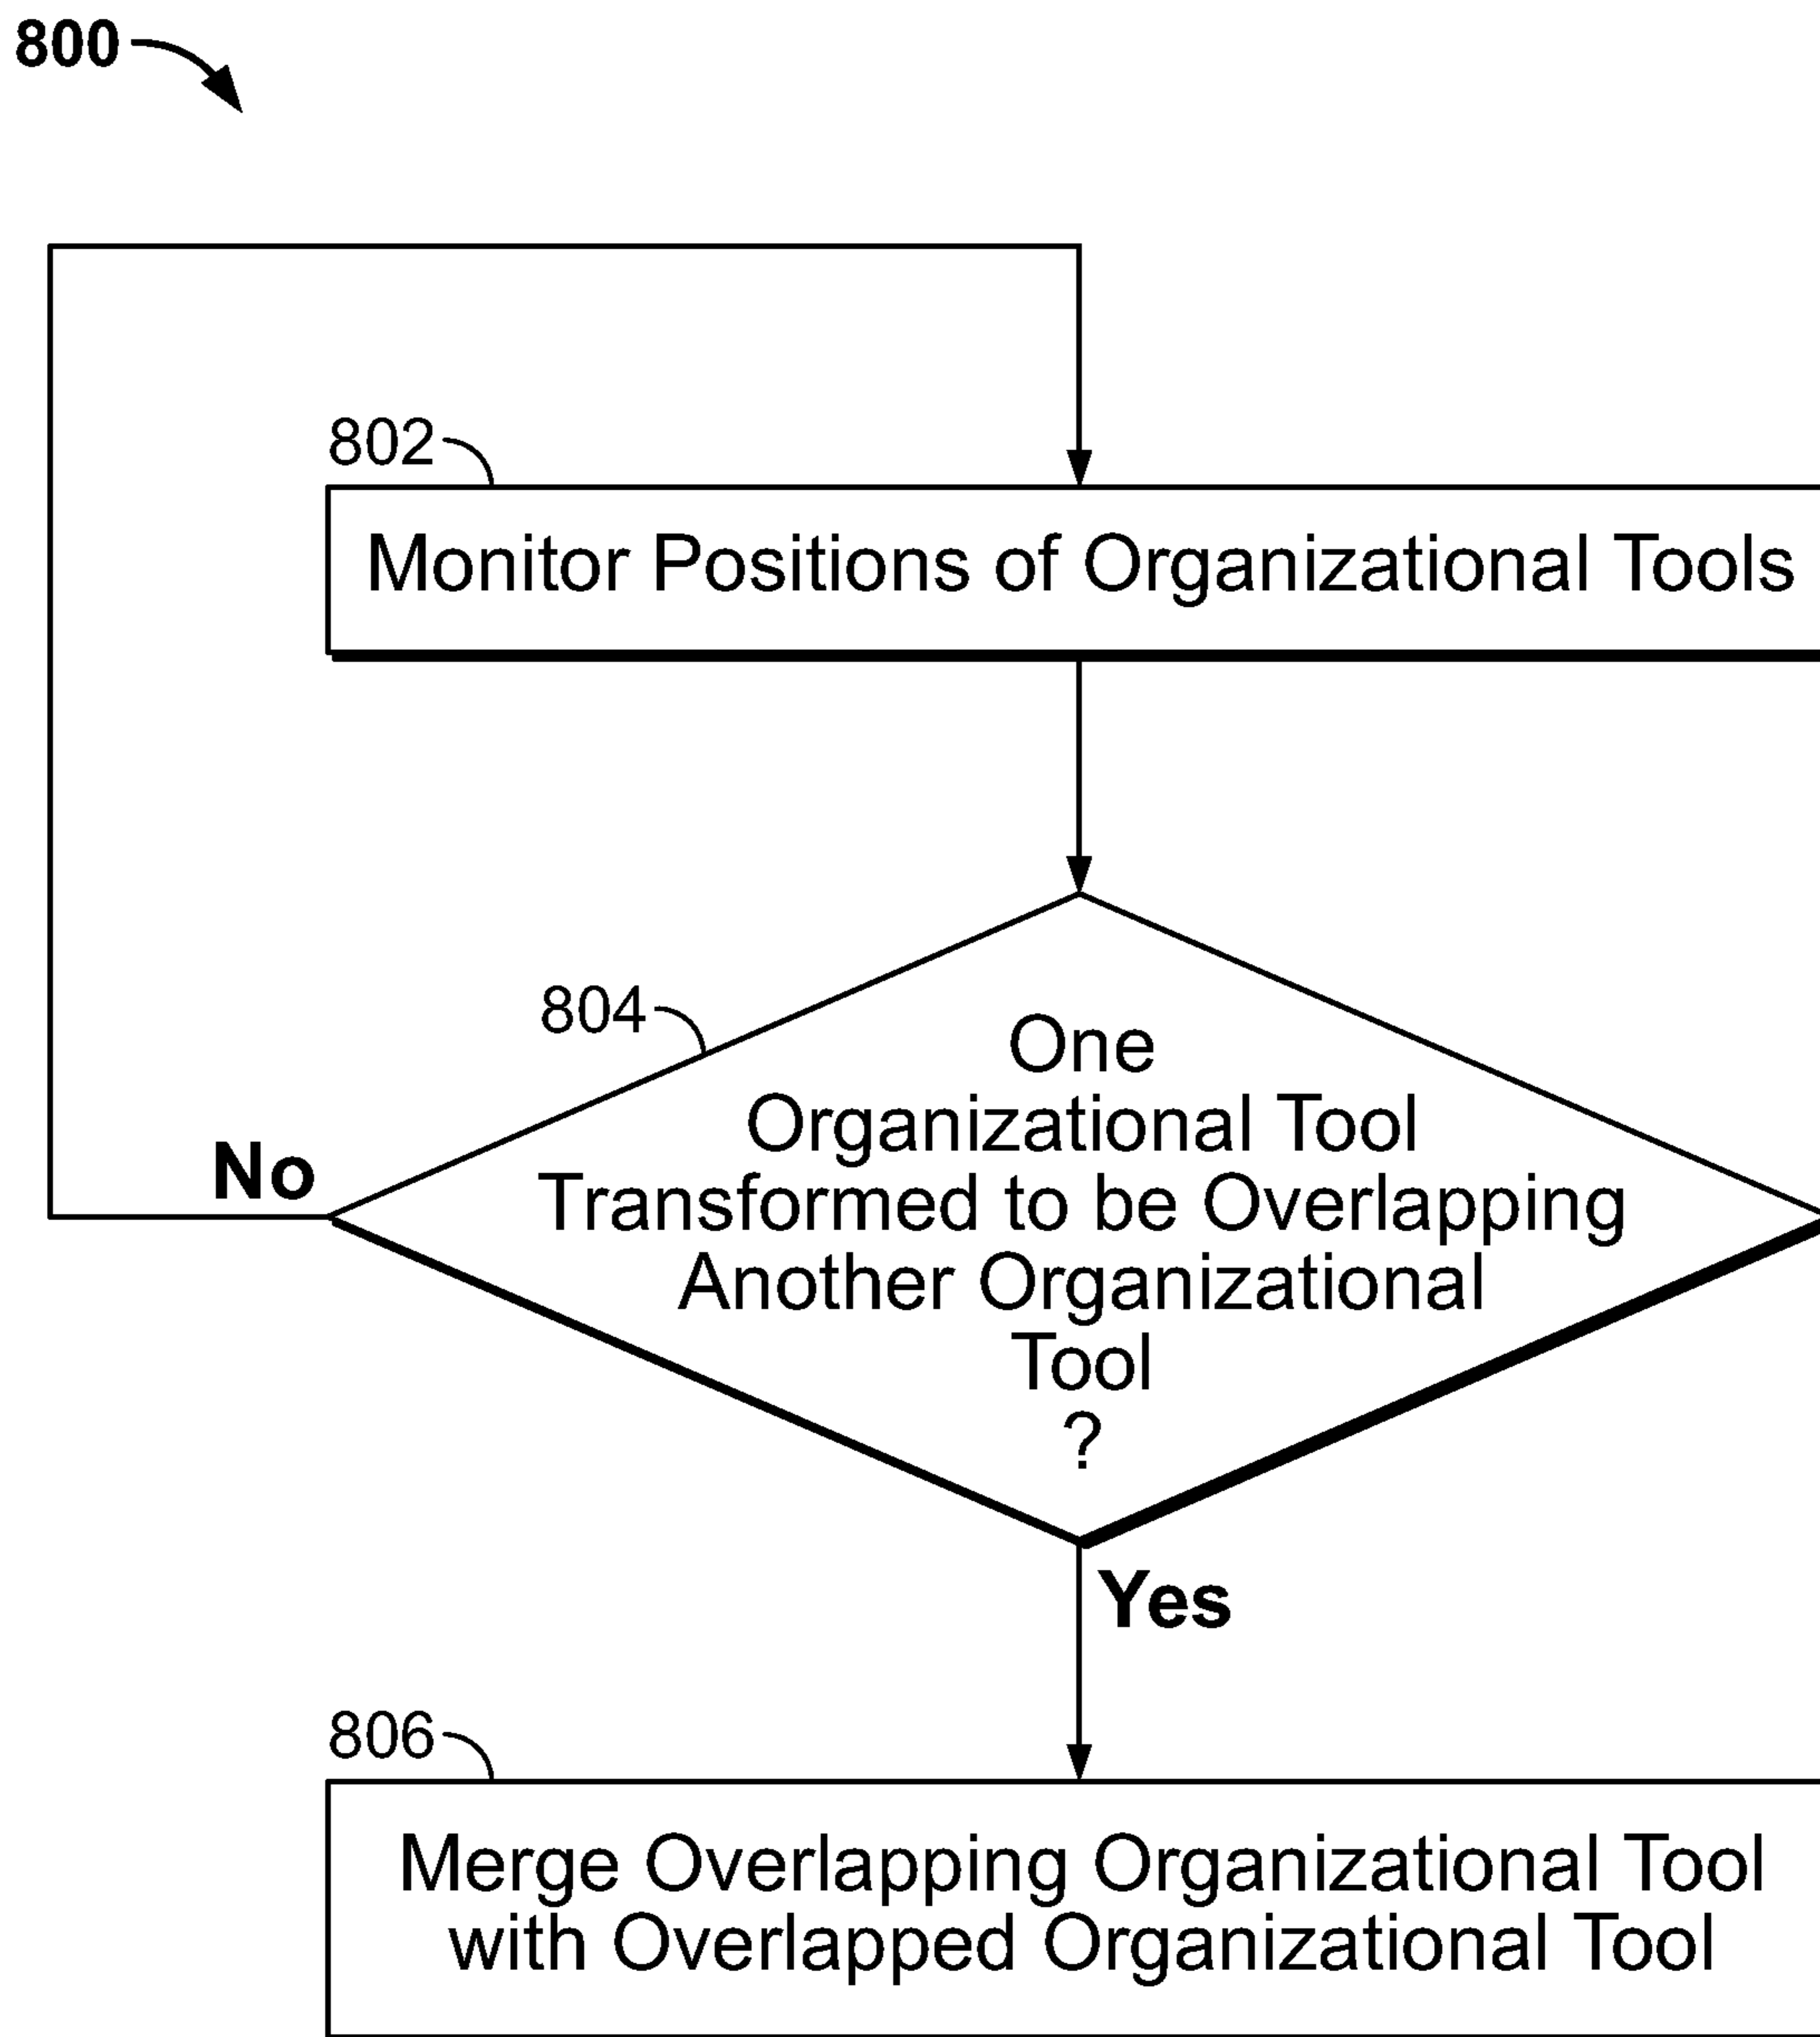 800
802
Monitor Positions of Organizational Tools
804
One
Organizational Tool
Transformed to be Overlapping
Another Organizational
Tool
?
No
Yes
806
Merge Overlapping Organizational Tool
with Overlapped Organizational Tool